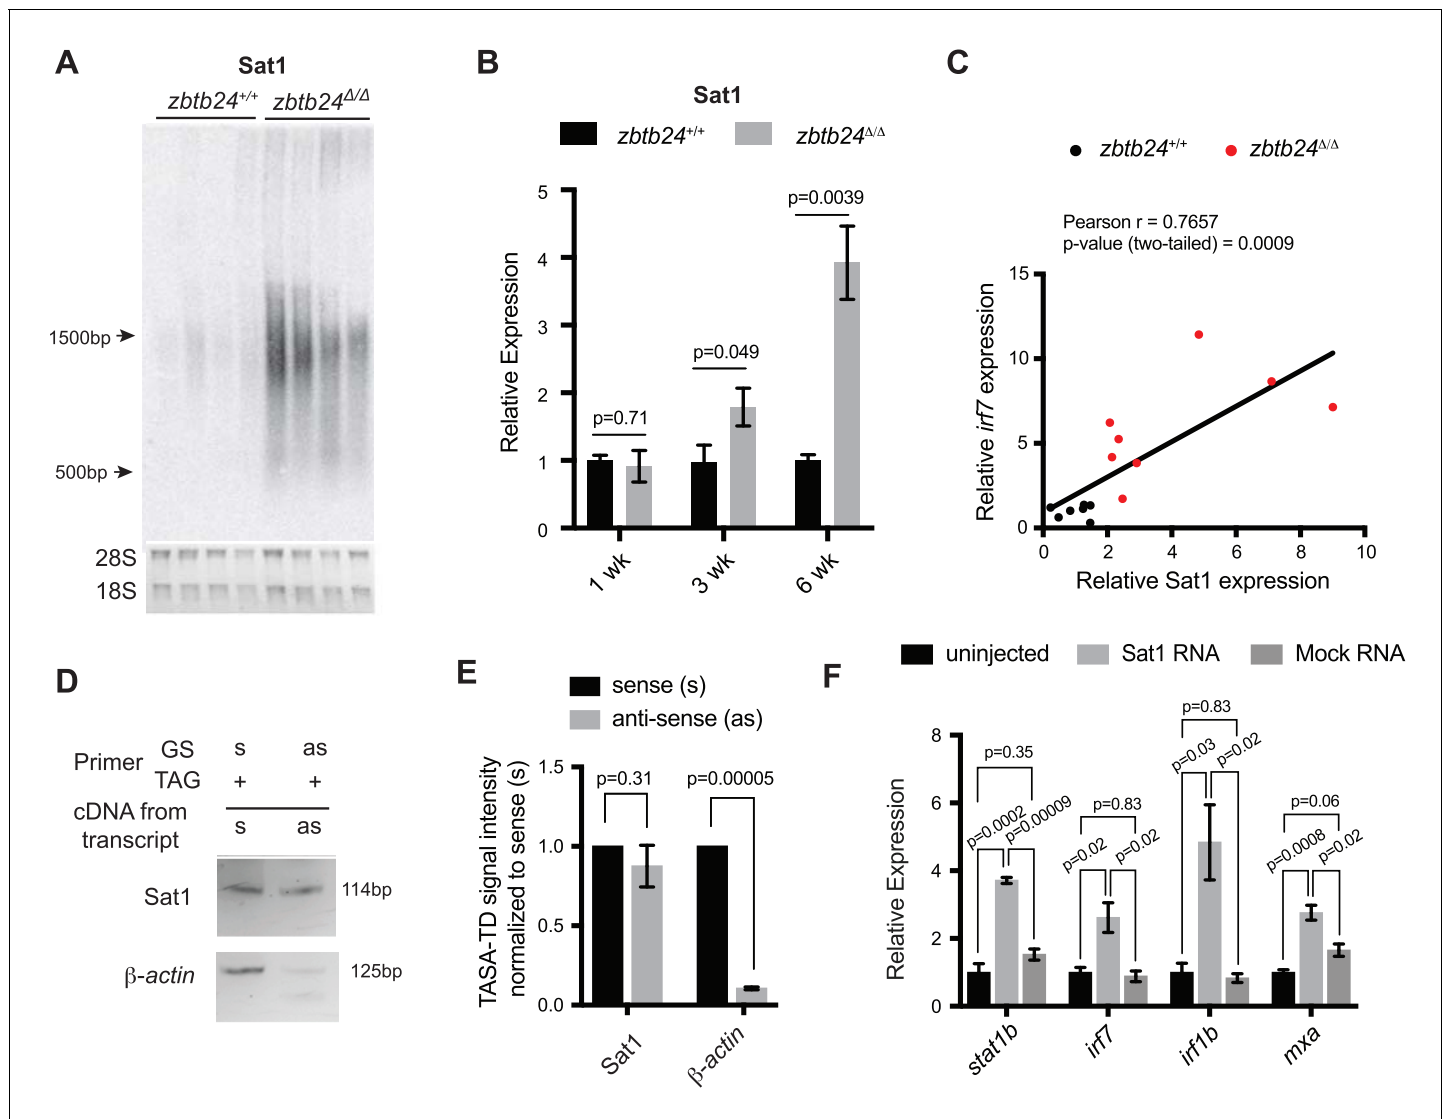 A
Sat1
zbtb24+/+ zbtb24Δ/Δ
1500bp
500bp
28S
18S
B
Sat1
zbtb24+/+ zbtb24Δ/Δ
Relative Expression
5
4
3
2
1
0
p=0.71
p=0.049
p=0.0039
1 wk
3 wk
6 wk
C
zbtb24+/+ zbtb24Δ/Δ
Pearson r = 0.7657
p-value (two-tailed) = 0.0009
Relative irf7 expression
15
10
5
0
0 2 4 6 8 10
Relative Sat1 expression
D
Primer
GS s as
TAG + +
cDNA from
transcript
s as
Sat1 114bp
β-actin 125bp
E
sense (s)
anti-sense (as)
TASA-TD signal intensity
normalized to sense (s)
1.5
1.0
0.5
0.0
p=0.31
p=0.00005
Sat1
β-actin
F
uninjected Sat1 RNA Mock RNA
Relative Expression
8
6
4
2
0
p=0.35
p=0.0002
p=0.00009
p=0.83
p=0.02
p=0.02
p=0.83
p=0.03
p=0.02
p=0.06
p=0.0008
p=0.02
stat1b
irf7
irf1b
mxa